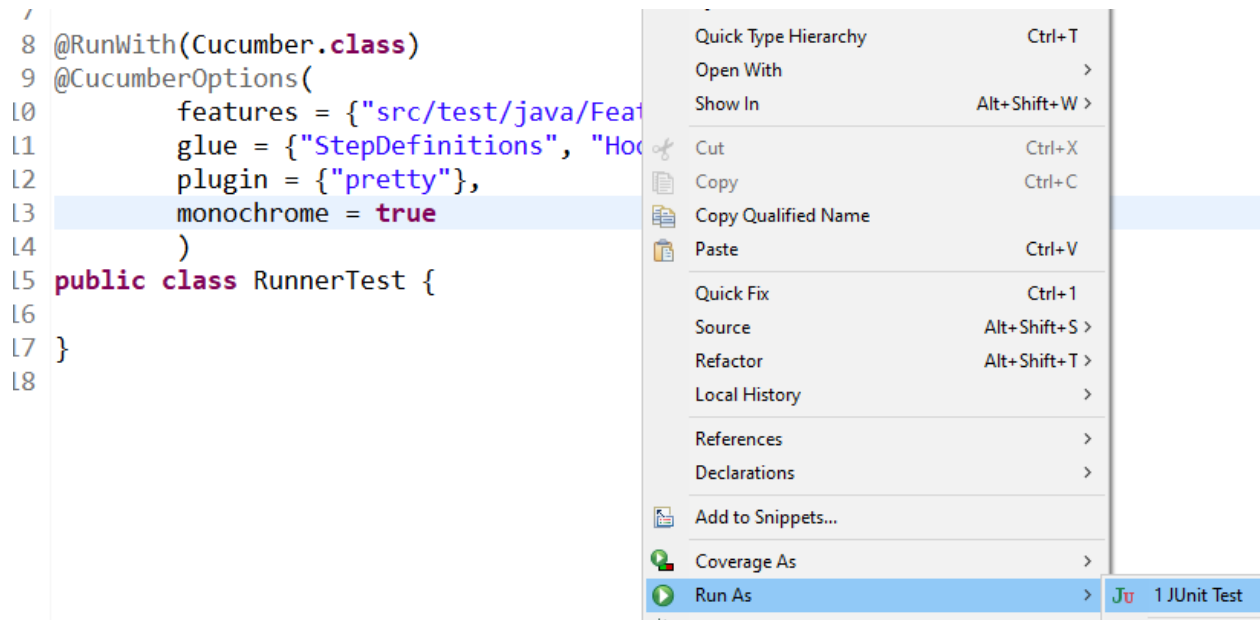 7
8 @RunWith(Cucumber.class)
9 @CucumberOptions(
10 features = {"src/test/java/Feat
11 glue = {"StepDefinitions", "Hoo
12 plugin = {"pretty"},
13 monochrome = true
14 )
15 public class RunnerTest {
16
17 }
18
Quick Type Hierarchy Ctrl+T
Open With >
Show In Alt+Shift+W >
Cut Ctrl+X
Copy Ctrl+C
Copy Qualified Name
Paste Ctrl+V
Quick Fix Ctrl+1
Source Alt+Shift+S >
Refactor Alt+Shift+T >
Local History >
References >
Declarations >
Add to Snippets...
Coverage As >
Run As >
JU 1 JUnit Test